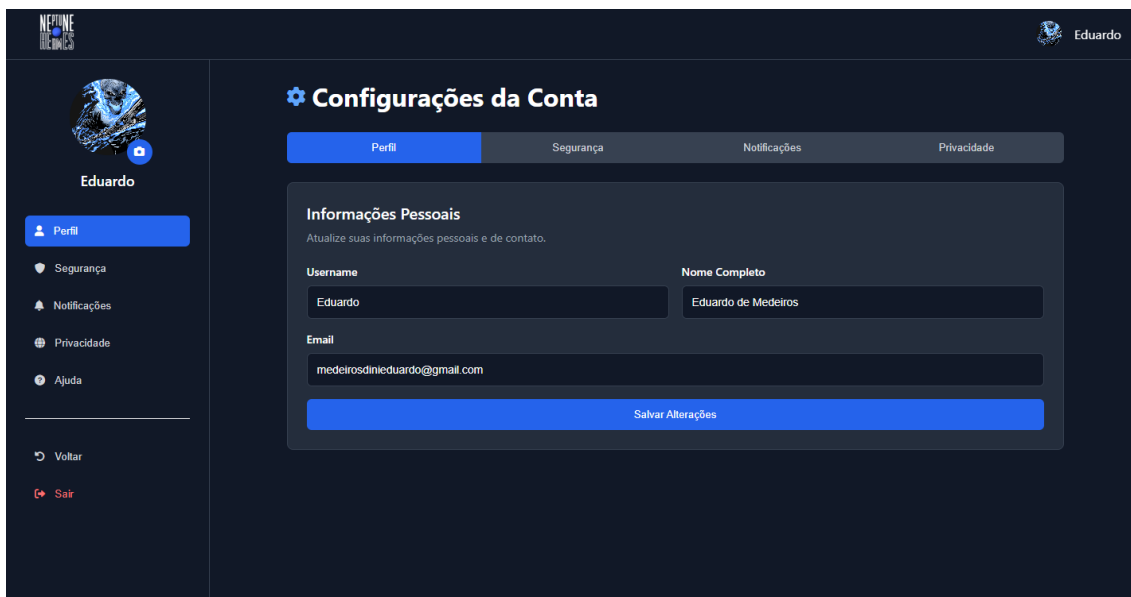 NEPTUNE
Eduardo
Eduardo
Perfil
Segurança
Notificações
Privacidade
Ajuda
Voltar
Sair
Configurações da Conta
Perfil Segurança Notificações Privacidade
Informações Pessoais
Atualize suas informações pessoais e de contato.
Username Nome Completo
Eduardo Eduardo de Medeiros
Email
medeirosdinieduardo@gmail.com
Salvar Alterações